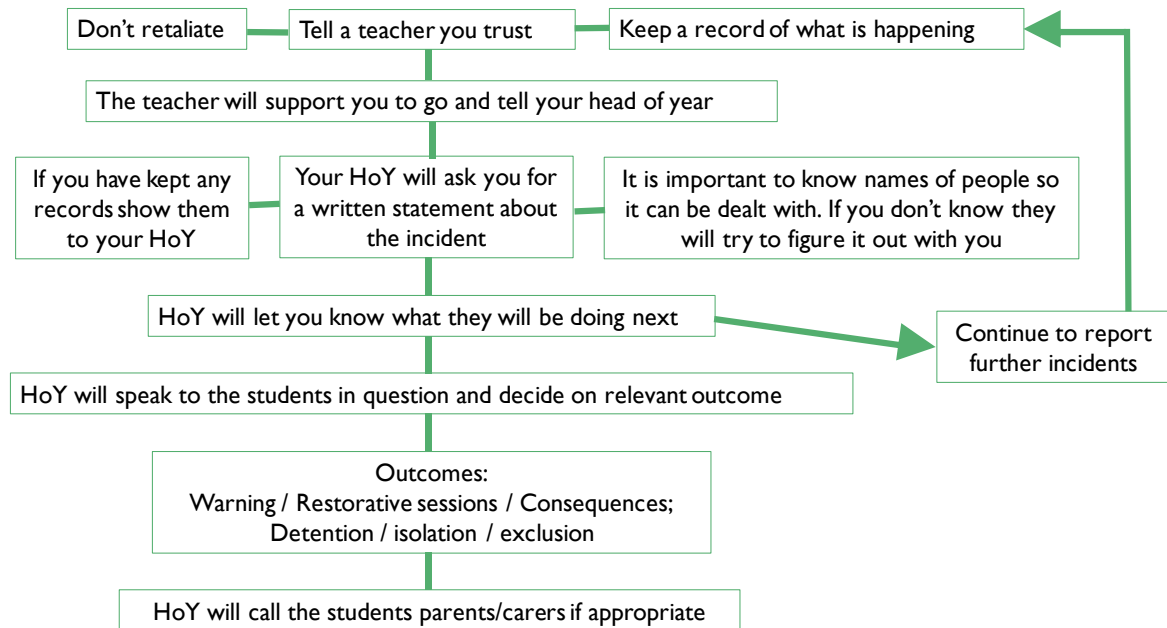 Don't retaliate
Tell a teacher you trust
Keep a record of what is happening
The teacher will support you to go and tell your head of year
If you have kept any
records show them
to your HoY
Your HoY will ask you for
a written statement about
the incident
It is important to know names of people so
it can be dealt with. If you don't know they
will try to figure it out with you
HoY will let you know what they will be doing next
Continue to report
further incidents
HoY will speak to the students in question and decide on relevant outcome
Outcomes:
Warning / Restorative sessions / Consequences;
Detention / isolation / exclusion
HoY will call the students parents/carers if appropriate